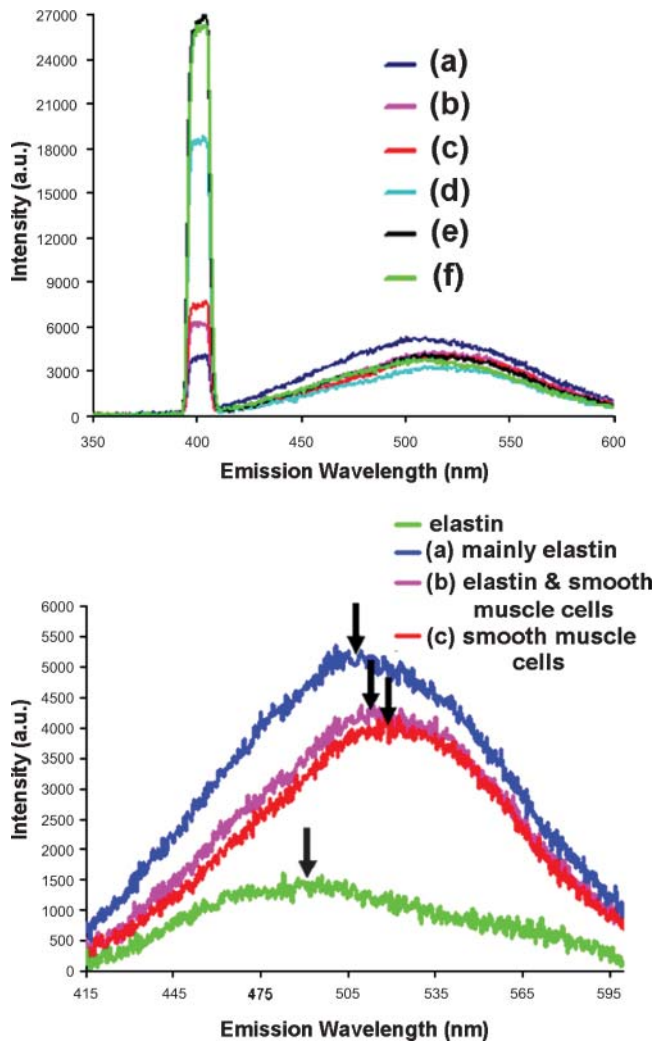 27000
24000
21000
18000
15000
12000
9000
6000
3000
0
Intensity (a.u.)
(a)
(b)
(c)
(d)
(e)
(f)
350 400 450 500 550 600
Emission Wavelength (nm)
elastin
(a) mainly elastin
(b) elastin & smooth
muscle cells
(c) smooth muscle
cells
6000
5500
5000
4500
4000
3500
3000
2500
2000
1500
1000
500
0
Intensity (a.u.)
415 445 475 505 535 565 595
Emission Wavelength (nm)